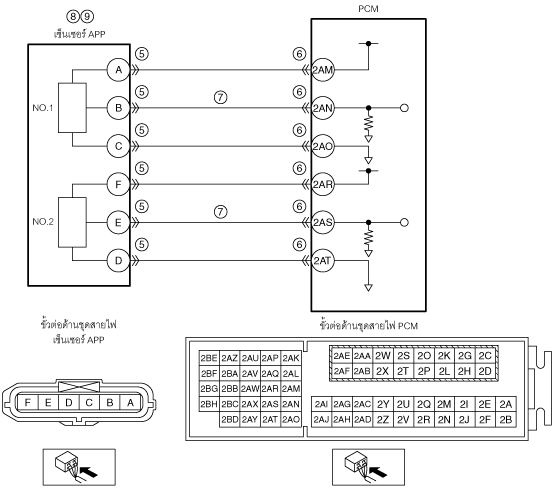 ⑧⑨
PCM
เซ็นเซอร์ APP
A ⑤ ⑥ 2AM
NO.1 B ⑤ ⑦ ⑥ 2AN
C ⑤ ⑥ 2AO
F ⑤ ⑥ 2AR
NO.2 E ⑤ ⑦ ⑥ 2AS
D ⑤ ⑥ 2AT
ขั้วต่อด้านชุดสายไฟ
เซ็นเซอร์ APP
F E D C B A
ขั้วต่อด้านชุดสายไฟ PCM
2BE 2AZ 2AU 2AP 2AK 2AE 2AA 2W 2S 2O 2K 2G 2C
2BF 2BA 2AV 2AQ 2AL 2AF 2AB 2X 2T 2P 2L 2H 2D
2BG 2BB 2AW 2AR 2AM
2BH 2BC 2AX 2AS 2AN 2AI 2AG 2AC 2Y 2U 2Q 2M 2I 2E 2A
2BD 2AY 2AT 2AO 2AJ 2AH 2AD 2Z 2V 2R 2N 2J 2F 2B